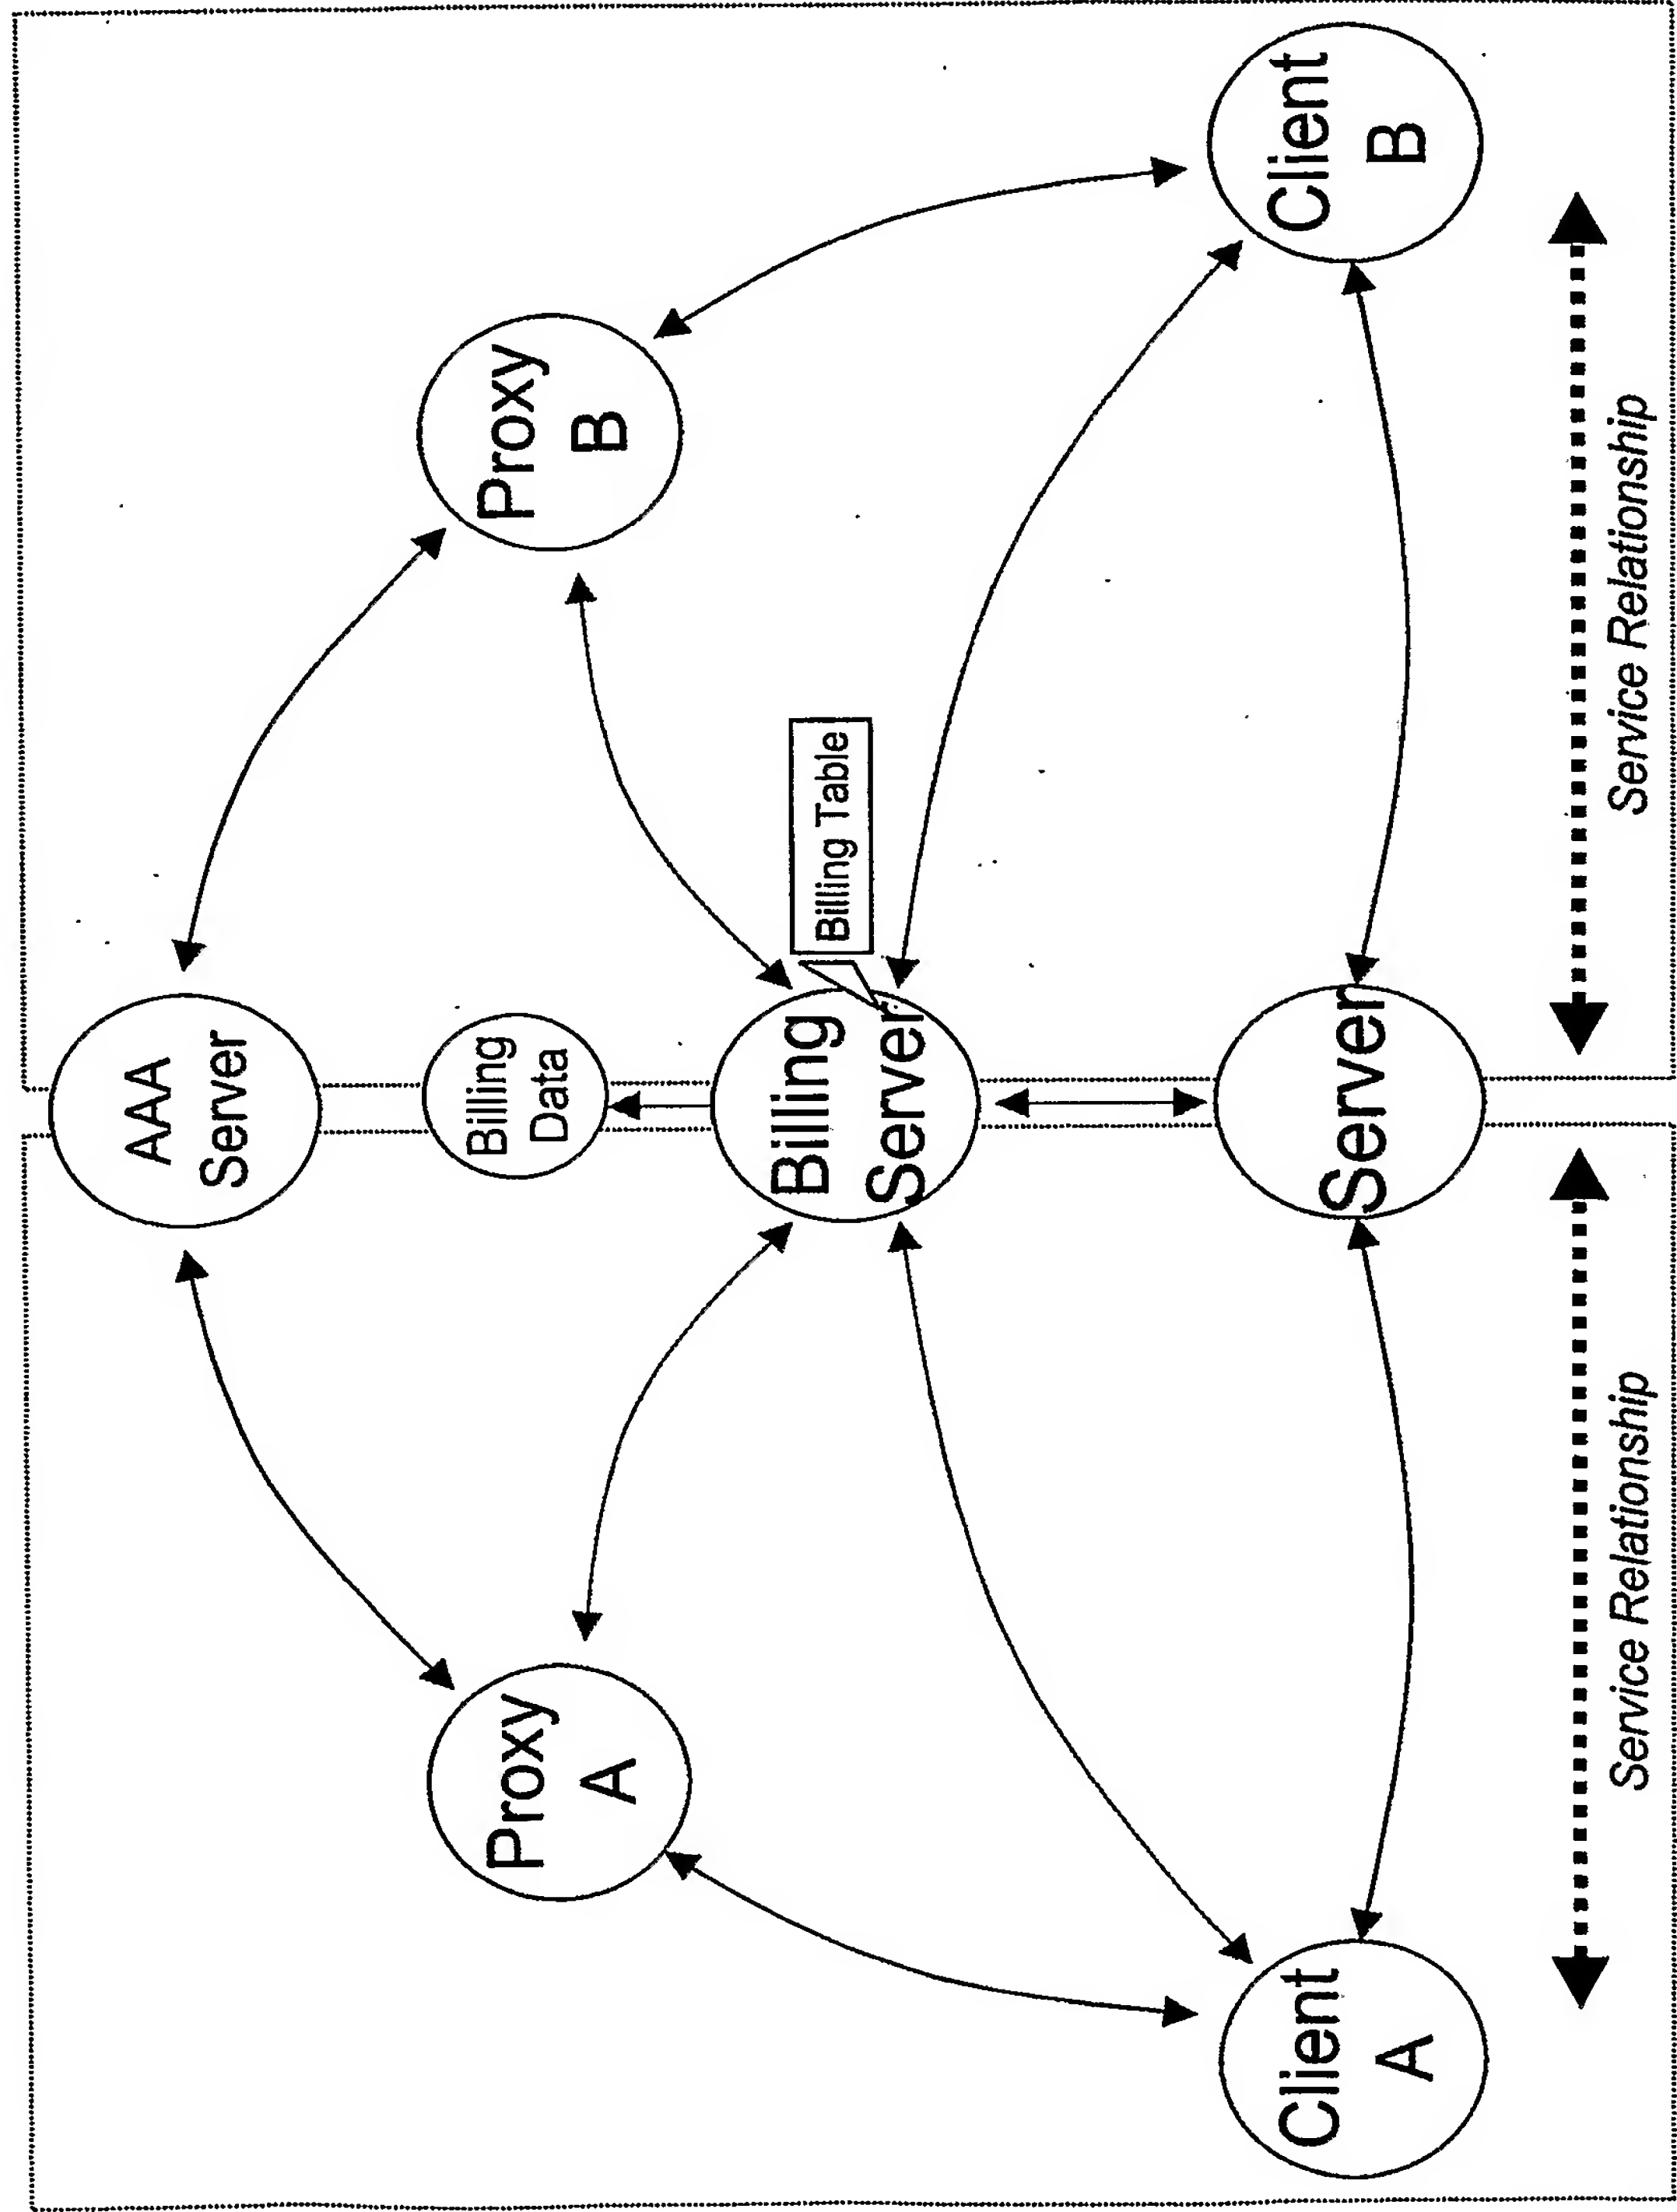 AAA
Server
Billing
Data
Proxy
A
Proxy
B
Billing
Server
Billing Table
Client
A
Server
Client
B
Service Relationship
Service Relationship